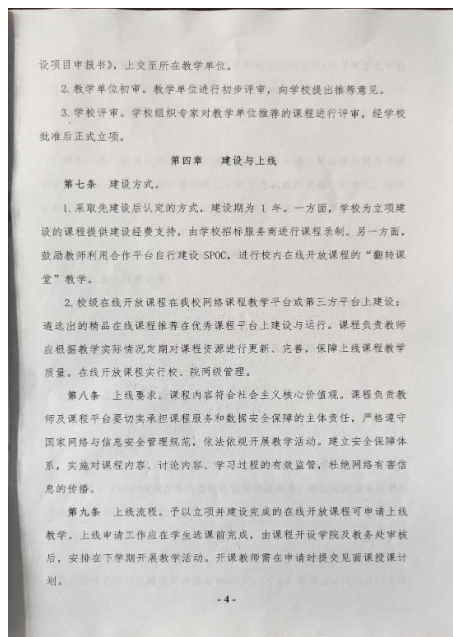 设项目申报书》，上交至所在教学单位。
2.教学单位初审。教学单位进行初步评审，向学校提出推荐意见。
3.学校评审。学校组织专家对教学单位推荐的课程进行评审，经学校
批准后正式立项。
第四章 建设与上线
第七条 建设方式。
1.采取先建设后认定的方式，建设期为 1 年。一方面，学校为立项建
设的课程提供建设经费支持，由学校招标服务商进行课程录制。另一方面，
鼓励教师利用合作平台自行建设 SPOC，进行校内在线开放课程的“翻转课
堂”教学。
2.校级在线开放课程在我校网络课程教学平台或第三方平台上建设；
遴选出的精品在线课程推荐在优秀课程平台上建设与运行。课程负责教师
应根据教学实际情况定期对课程资源进行更新、完善，保障上线课程教学
质量。在线开放课程实行校、院两级管理。
第八条 上线要求。课程内容符合社会主义核心价值观。课程负责教
师及课程平台要切实承担课程服务和数据安全保障的主体责任，严格遵守
国家网络与信息安全管理规范，依法依规开展教学活动。建立安全保障体
系，实施对课程内容、讨论内容、学习过程的有效监管，杜绝网络有害信
息的传播。
第九条 上线流程。予以立项并建设完成的在线开放课程可申请上线
教学。上线申请工作应在学生选课前完成，由课程开设学院及教务处审核
后，安排在下学期开展教学活动。开课教师需在申请时提交见面课授课计
划。
- 4 -